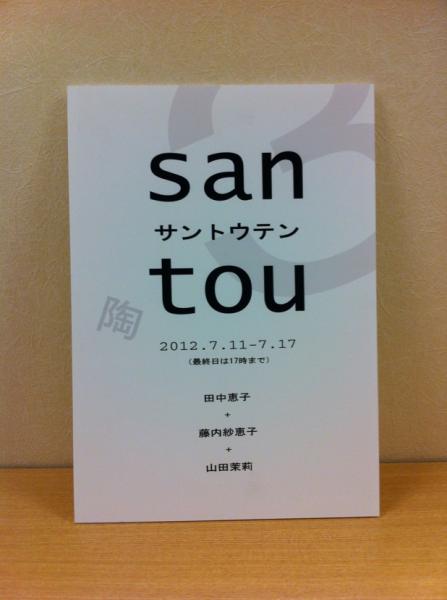 3
san
サントウテン
tou
陶
2012.7.11-7.17
(最終日は17時まで)
田中恵子
+
藤内紗恵子
+
山田茉莉